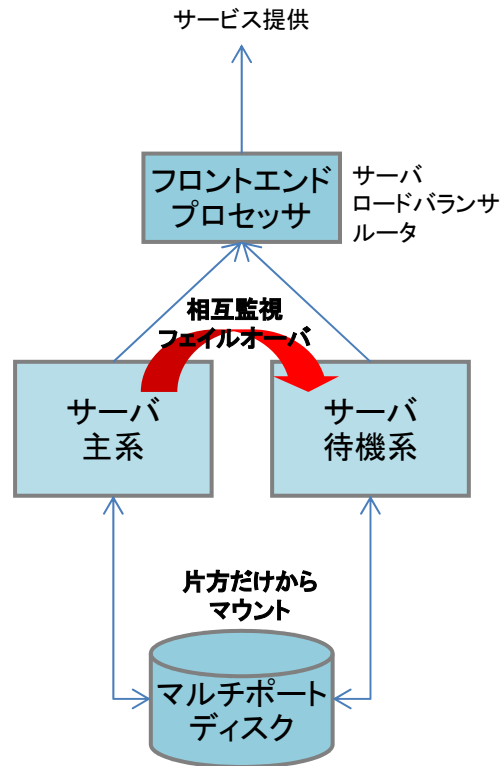 サービス提供
フロントエンド
プロセッサ
サーバ
ロードバランサ
ルータ
相互監視
フェイルオーバ
サーバ
主系
サーバ
待機系
片方だけから
マウント
マルチポート
ディスク